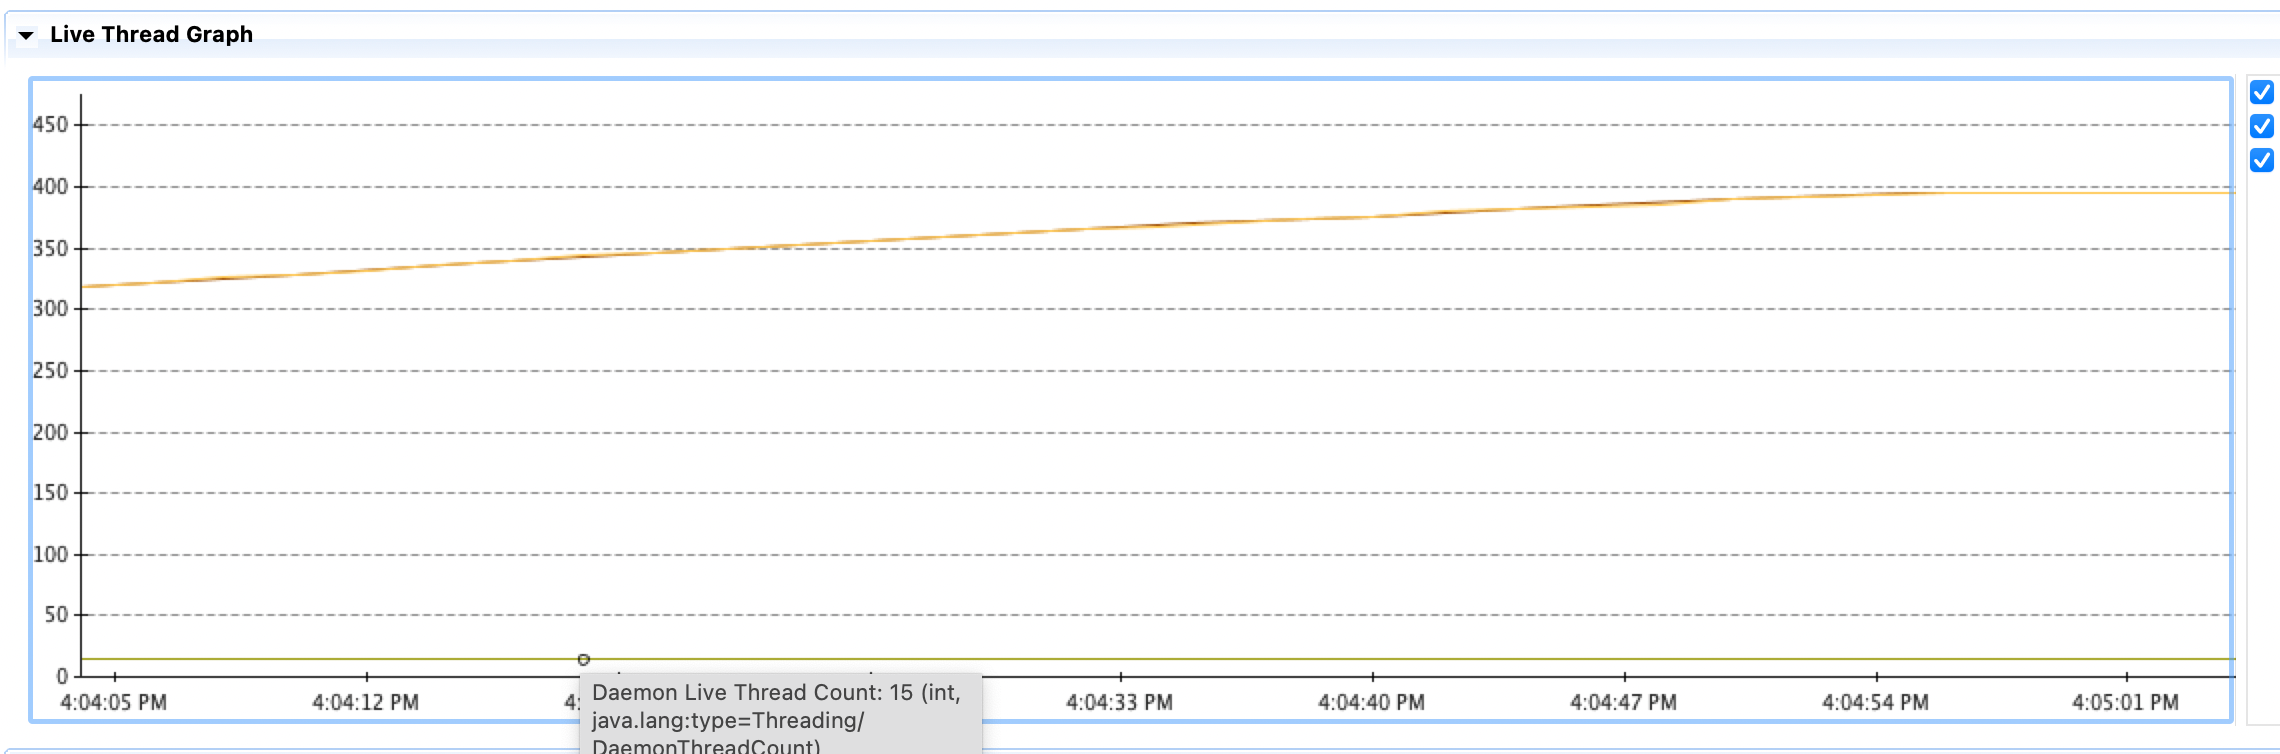 Live Thread Graph
450
400
350
300
250
200
150
100
50
0
4:04:05 PM
4:04:12 PM
4:
4:04:33 PM
4:04:40 PM
4:04:47 PM
4:04:54 PM
4:05:01 PM
Daemon Live Thread Count: 15 (int,
java.lang:type=Threading/
DaemonThreadCount)